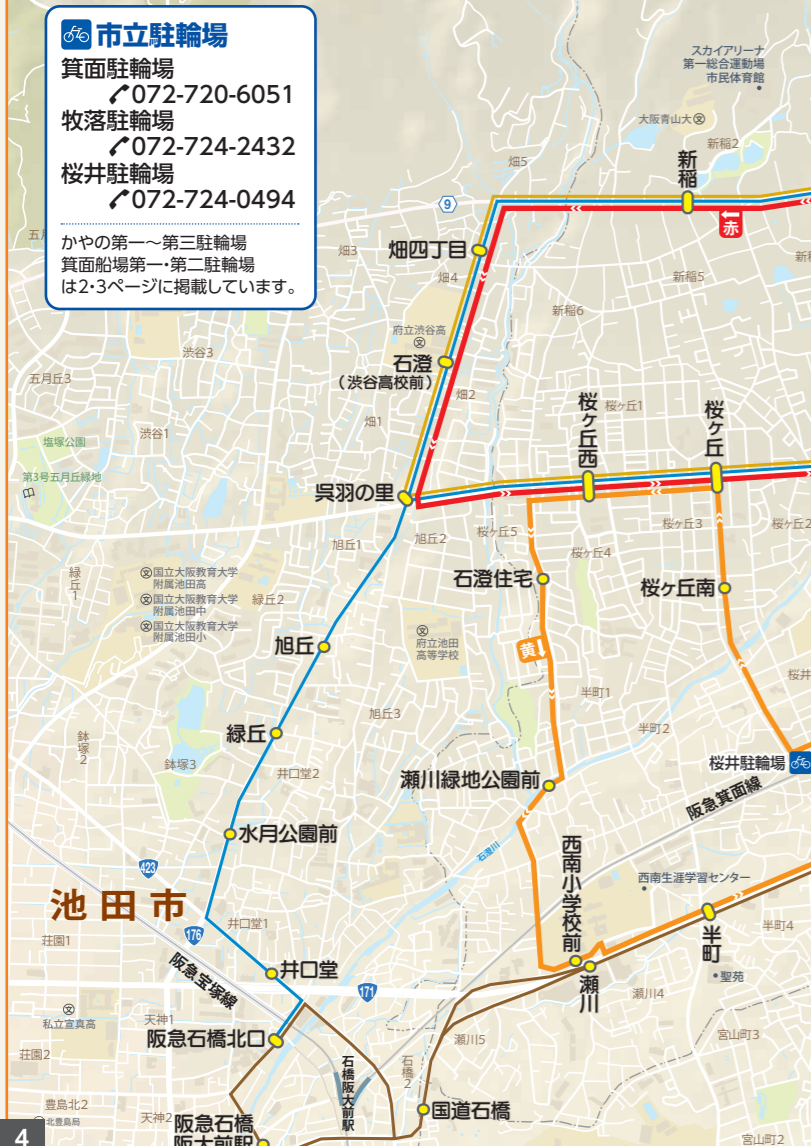 市立駐輪場
箕面駐輪場
072-720-6051
牧落駐輪場
072-724-2432
桜井駐輪場
072-724-0494
かやの第一〜第三駐輪場
箕面船場第一・第二駐輪場
は2・3ページに掲載しています。
スカイアリーナ
第一総合運動場
市民体育館
大阪青山大
文
新稲2
新稲
畑5
9
赤
畑3
畑四丁目
畑4
新稲5
新稲6
府立渋谷高
文
石澄
(渋谷高校前)
渋谷3
五月丘3
畑2
畑1
桜ヶ丘西
桜ヶ丘1
桜ヶ丘
渋谷1
塩塚公園
第3号五月丘緑地
呉羽の里
旭丘1
旭丘2
桜ヶ丘5
桜ヶ丘3
桜ヶ丘2
桜ヶ丘4
緑丘1
文国立大阪教育大学
附属池田高
文国立大阪教育大学
附属池田中
文国立大阪教育大学
附属池田小
緑丘2
石澄住宅
桜ヶ丘南
旭丘
文
府立池田
高等学校
黄
桜井
半町1
旭丘3
半町2
鉢塚2
緑丘
鉢塚3
井口堂2
瀬川緑地公園前
桜井駐輪場
阪急箕面線
水月公園前
石澄川
423
西南小学校前
西南生涯学習センター
池田市
井口堂1
176
荘園1
半町
半町4
阪急宝塚線
井口堂
171
瀬川
聖苑
瀬川4
文
私立宣真高
天神1
阪急石橋北口
瀬川5
宮山町3
荘園2
石橋阪大前駅
石橋2
豊島北2
北豊島局
天神2
阪急石橋
阪大前駅
国道石橋
宮山町2
4